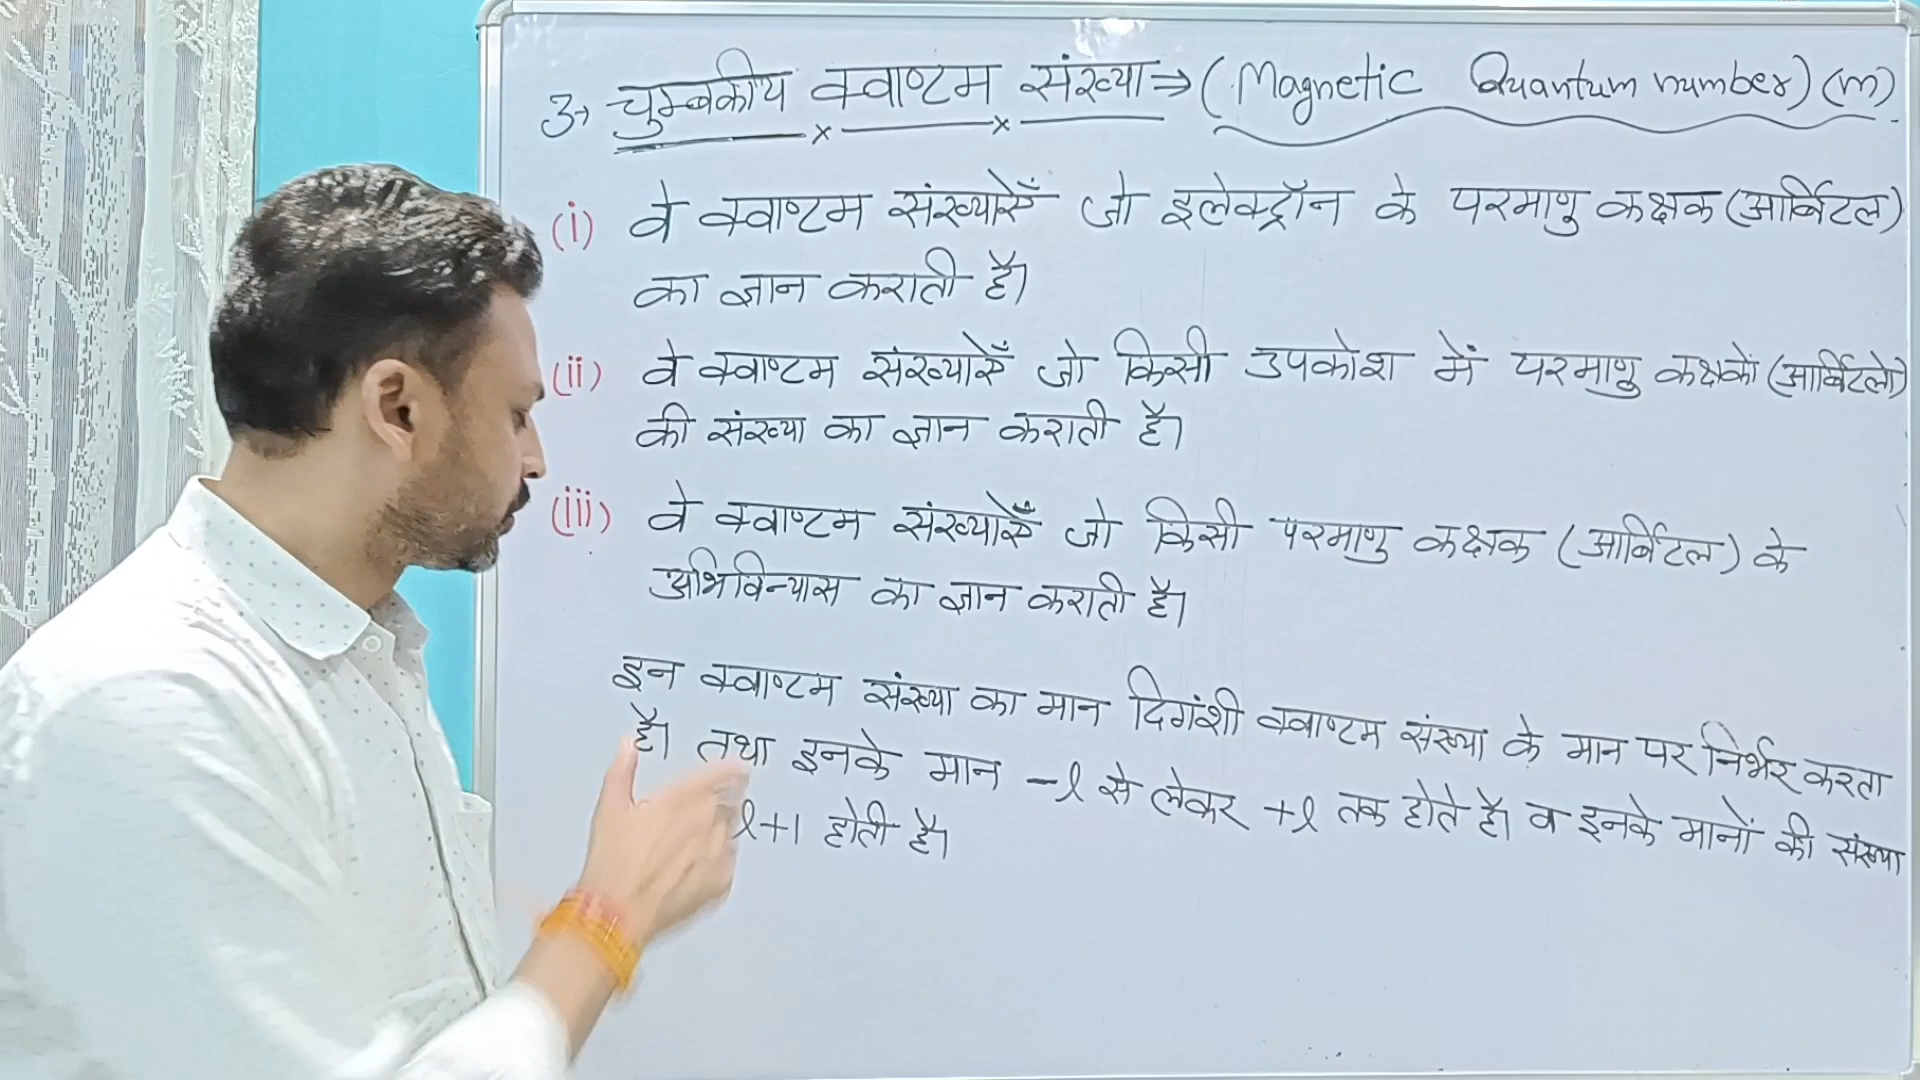 3→ चुम्बकीय क्वाण्टम संख्या → (Magnetic Quantum number) (m)
(i) वे क्वाण्टम संख्याऐँ जो इलेक्ट्रॉन के परमाणु कक्षक (आर्बिटल)
का ज्ञान कराती है।
(ii) वे क्वाण्टम संख्याऐँ जो किसी उपकोश में परमाणु कक्षकों (आर्बिटलों)
की संख्या का ज्ञान कराती है।
(iii) वे क्वाण्टम संख्याऐँ जो किसी परमाणु कक्षक (आर्बिटल) के
अभिविन्यास का ज्ञान कराती है।
इन क्वाण्टम संख्या का मान दिगंशी क्वाण्टम संख्या के मान पर निर्भर करता
है। तथा इनके मान -l से लेकर +l तक होते है। व इनके मानों की संख्या
l+1 होती है।